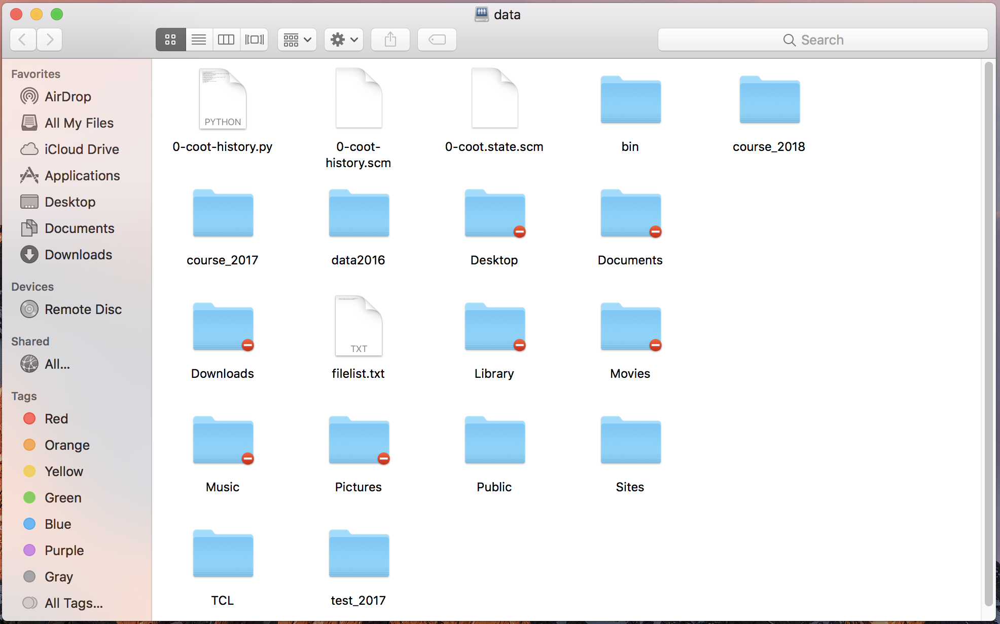 data
Search
Favorites
AirDrop
All My Files
iCloud Drive
Applications
Desktop
Documents
Downloads
Devices
Remote Disc
Shared
All...
Tags
Red
Orange
Yellow
Green
Blue
Purple
Gray
All Tags...
PYTHON
0-coot-history.py
0-coot-
history.scm
0-coot.state.scm
bin
course_2018
course_2017
data2016
Desktop
Documents
Downloads
TXT
filelist.txt
Library
Movies
Music
Pictures
Public
Sites
TCL
test_2017